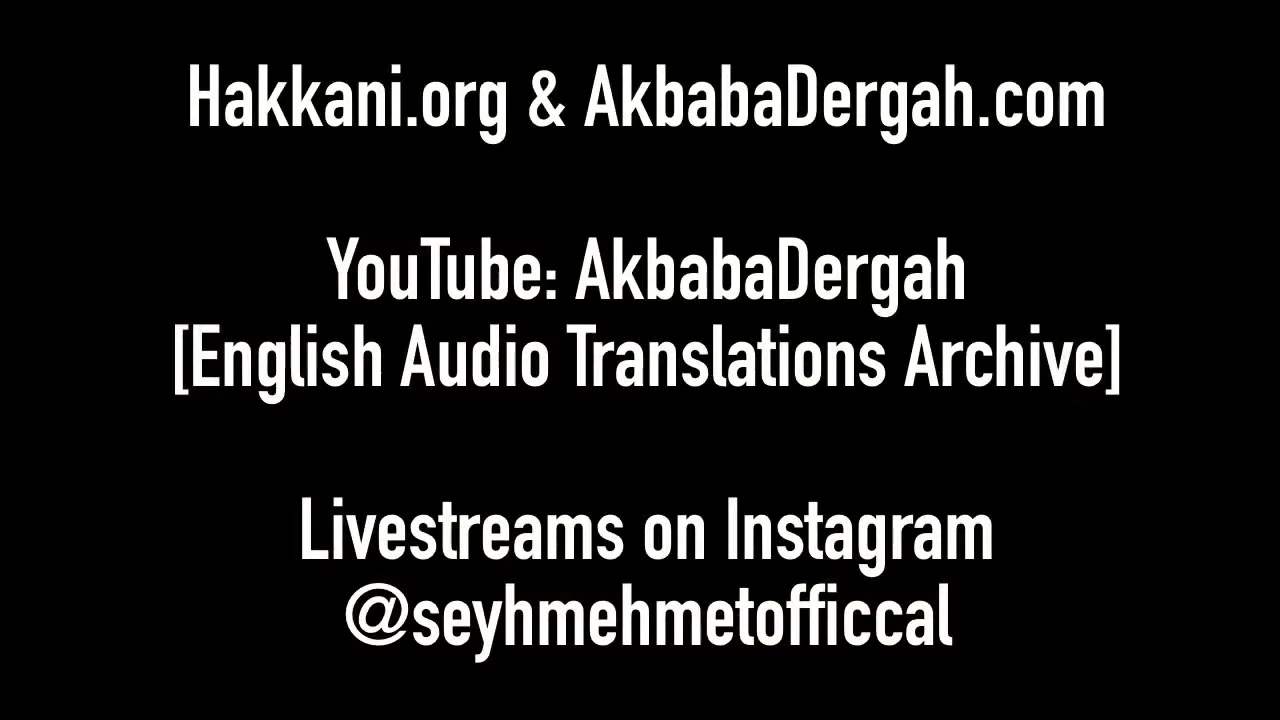 Hakkani.org & AkbabaDergah.com
YouTube: AkbabaDergah
[English Audio Translations Archive]
Livestreams on Instagram
@seyhmehmetofficcal